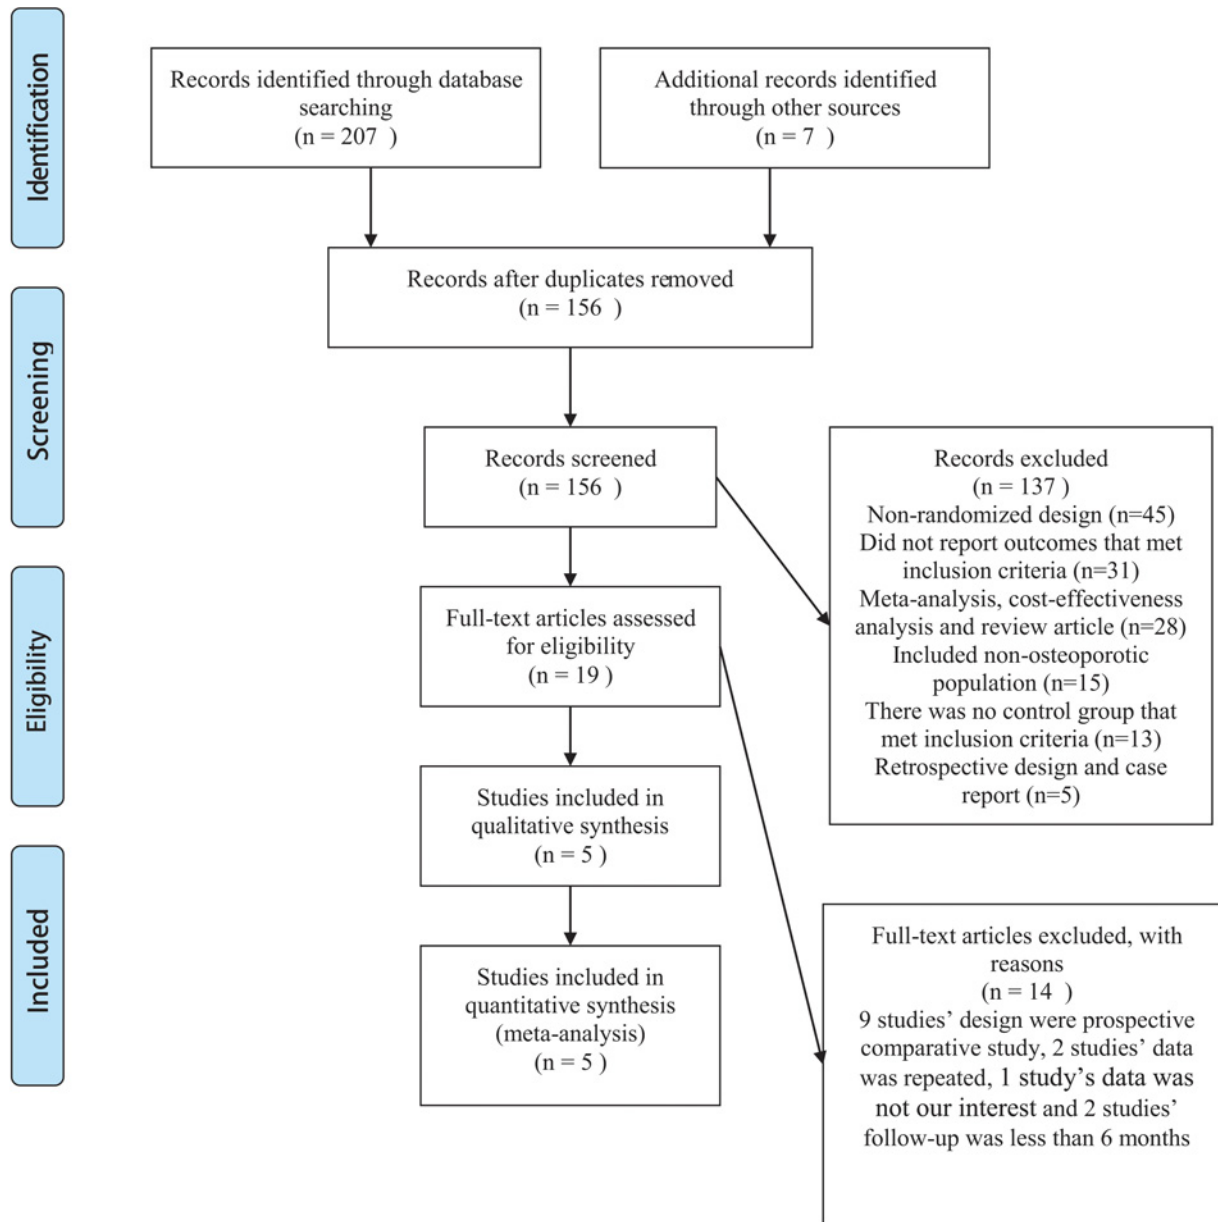 Identification
Records identified through database
searching
(n = 207 )
Additional records identified
through other sources
(n = 7 )
Records after duplicates removed
(n = 156 )
Screening
Records screened
(n = 156 )
Records excluded
(n = 137 )
Non-randomized design (n=45)
Did not report outcomes that met
inclusion criteria (n=31)
Meta-analysis, cost-effectiveness
analysis and review article (n=28)
Included non-osteoporotic
population (n=15)
There was no control group that
met inclusion criteria (n=13)
Retrospective design and case
report (n=5)
Eligibility
Full-text articles assessed
for eligibility
(n = 19 )
Studies included in
qualitative synthesis
(n = 5 )
Included
Studies included in
quantitative synthesis
(meta-analysis)
(n = 5 )
Full-text articles excluded, with
reasons
(n = 14 )
9 studies’ design were prospective
comparative study, 2 studies’ data
was repeated, 1 study’s data was
not our interest and 2 studies’
follow-up was less than 6 months